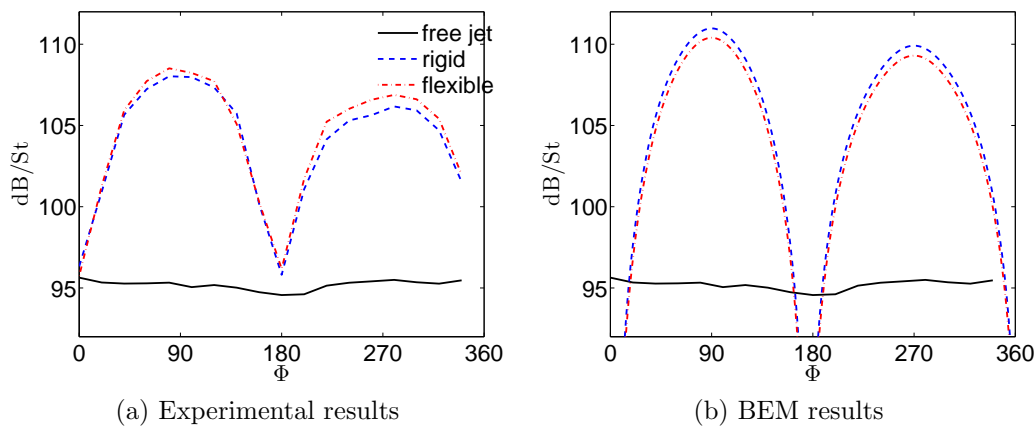 free jet
rigid
flexible
110
105
100
95
dB/St
0 90 180 270 360
Φ
(a) Experimental results
110
105
100
95
dB/St
0 90 180 270 360
Φ
(b) BEM results